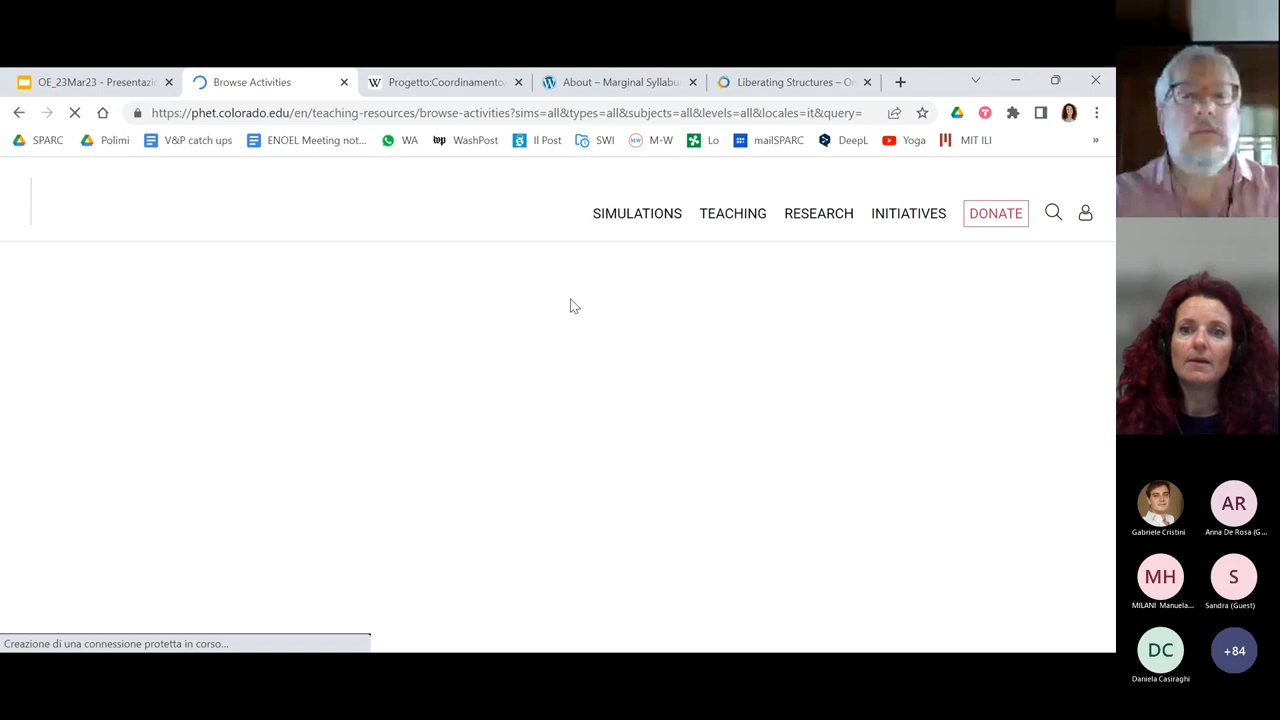 OE_23Mar23 - Presentazi
Browse Activities
Progetto:Coordinamento
About – Marginal Syllabu
Liberating Structures – O
https://phet.colorado.edu/en/teaching-resources/browse-activities?sims=all&types=all&subjects=all&levels=all&locales=it&query=
SPARC
Polimi
V&P catch ups
ENOEL Meeting not...
WA
WashPost
Il Post
SWI
M-W
Lo
mailSPARC
DeepL
Yoga
MIT ILI
»
SIMULATIONS
TEACHING
RESEARCH
INITIATIVES
DONATE
Creazione di una connessione protetta in corso...
AR
Gabriele Cristini
Anna De Rosa (G...
MH
S
MILANI Manuela...
Sandra (Guest)
DC
+84
Daniela Casiraghi